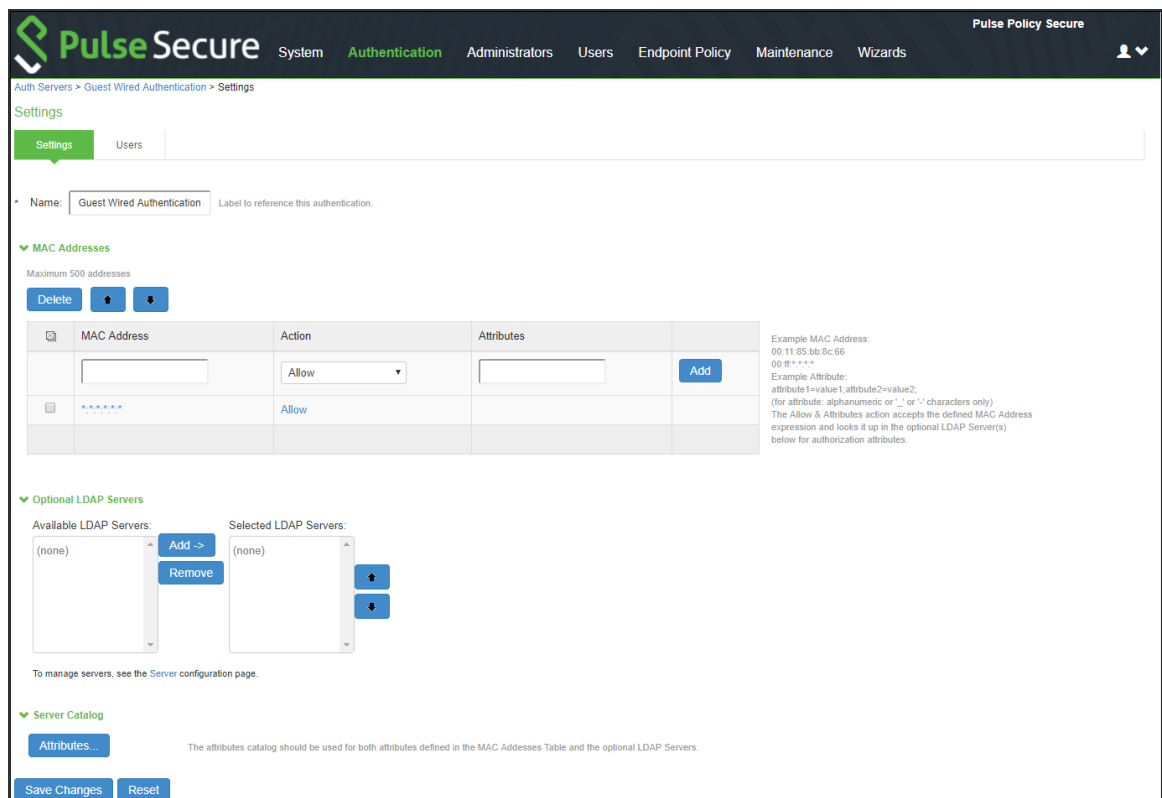 Pulse Policy Secure
Pulse Secure System Authentication Administrators Users Endpoint Policy Maintenance Wizards
Auth Servers > Guest Wired Authentication > Settings
Settings
Settings Users
* Name: Guest Wired Authentication Label to reference this authentication.
MAC Addresses
Maximum 500 addresses
Delete
MAC Address Action Attributes
Allow Add
*:*:*:*:*:* Allow
Example MAC Address:
00:11:85:bb:8c:66
00:ff:*:*:*:*
Example Attribute:
attribute1=value1;attrbute2=value2;
(for attribute: alphanumeric or '_' or '-' characters only)
The Allow & Attributes action accepts the defined MAC Address
expression and looks it up in the optional LDAP Server(s)
below for authorization attributes.
Optional LDAP Servers
Available LDAP Servers: Selected LDAP Servers:
(none) Add -> (none)
Remove
To manage servers, see the Server configuration page.
Server Catalog
Attributes... The attributes catalog should be used for both attributes defined in the MAC Addesses Table and the optional LDAP Servers.
Save Changes Reset